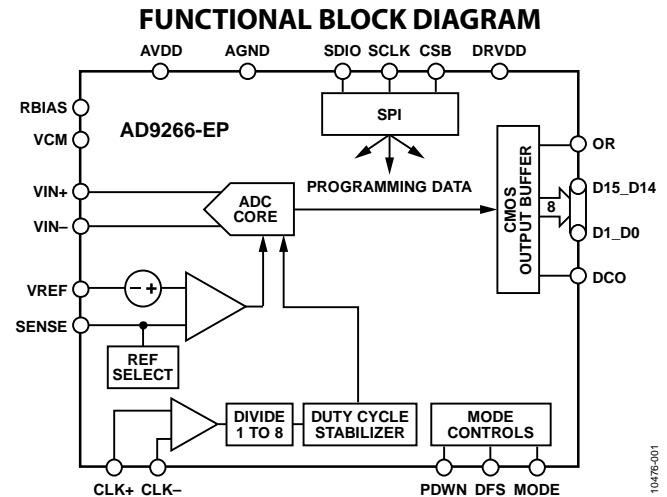 FUNCTIONAL BLOCK DIAGRAM
AVDD AGND SDIO SCLK CSB DRVDD
RBIAS
VCM
AD9266-EP
SPI
PROGRAMMING DATA
VIN+
VIN–
ADC
CORE
CMOS
OUTPUT BUFFER
OR
D15_D14
8
D1_D0
DCO
VREF
– +
SENSE
REF
SELECT
DIVIDE
1 TO 8
DUTY CYCLE
STABILIZER
MODE
CONTROLS
CLK+ CLK– PDWN DFS MODE
10476-001